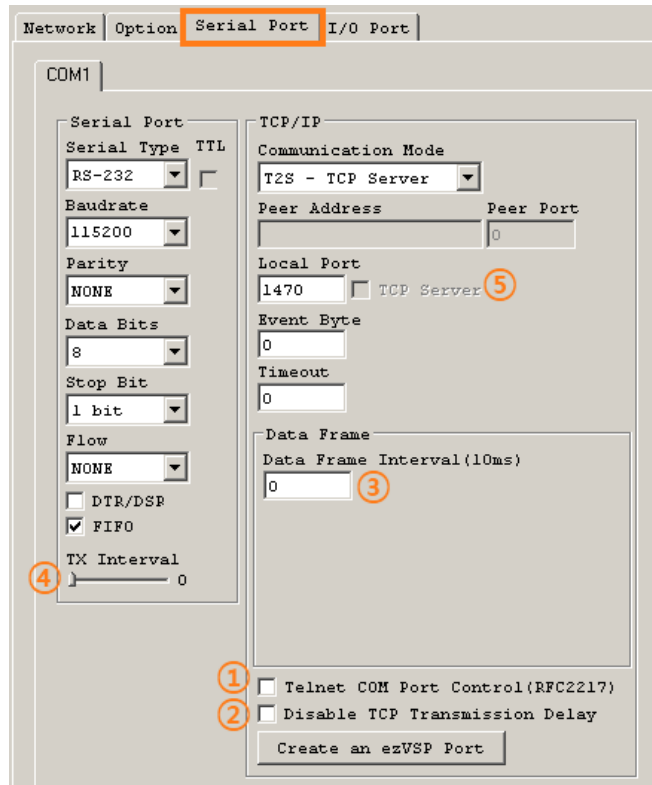 Network Option Serial Port I/O Port
COM1
Serial Port
Serial Type TTL
RS-232
Baudrate
115200
Parity
NONE
Data Bits
8
Stop Bit
1 bit
Flow
NONE
DTR/DSR
FIFO
TX Interval
④ 0
TCP/IP
Communication Mode
T2S - TCP Server
Peer Address Peer Port
0
Local Port
1470 TCP Server ⑤
Event Byte
0
Timeout
0
Data Frame
Data Frame Interval(10ms)
0 ③
① Telnet COM Port Control(RFC2217)
② Disable TCP Transmission Delay
Create an ezVSP Port